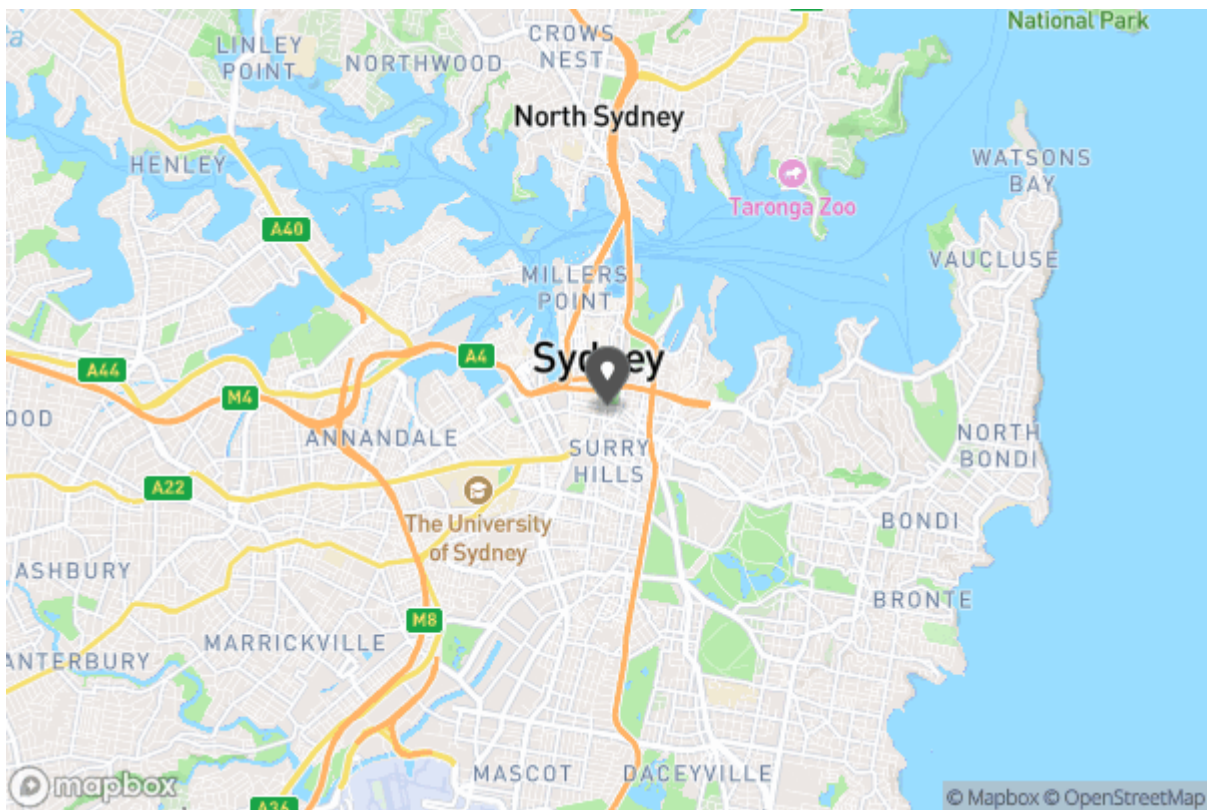 National Park
CROWS
NEST
LINLEY
POINT
NORTHWOOD
North Sydney
HENLEY
WATSONS
BAY
Taronga Zoo
A40
VAUCLUSE
MILLERS
POINT
Sydney
A4
A44
M4
OOD
ANNANDALE
SURRY
HILLS
NORTH
BONDI
A22
The University
of Sydney
BONDI
ASHBURY
BRONTE
M8
MARRICKVILLE
ANTERBURY
MASCOT
DACEYVILLE
mapbox
A36
© Mapbox © OpenStreetMap